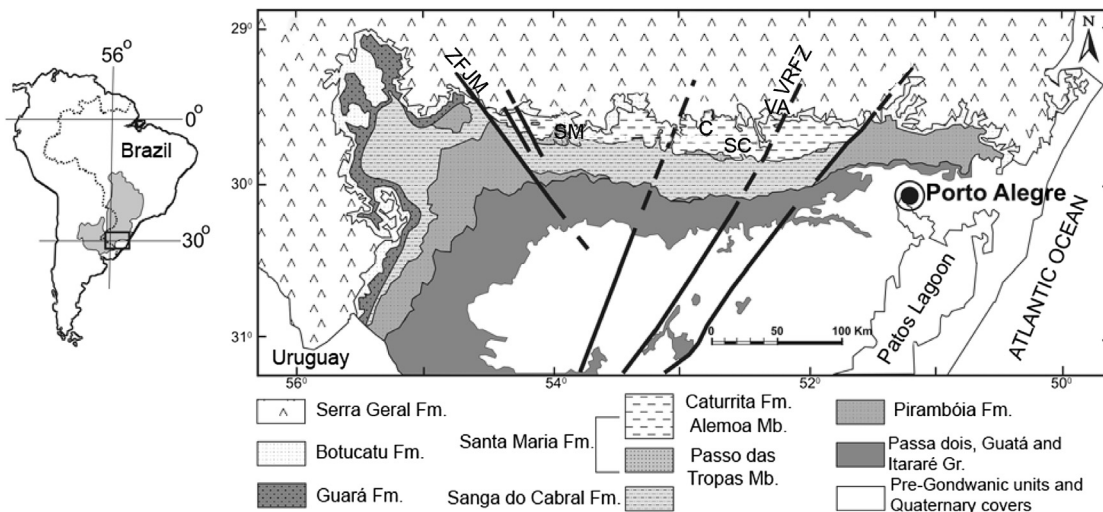 56°
0°
Brazil
30°
29°
30°
31°
ZFJM
VRFZ
VA
SM
C
SC
Porto Alegre
Patos Lagoon
ATLANTIC OCEAN
0 50 100 Km
Uruguay
56°
54°
52°
50°
Serra Geral Fm.
Botucatu Fm.
Guará Fm.
Santa Maria Fm.
Caturrita Fm.
Alemoa Mb.
Passo das
Tropas Mb.
Sanga do Cabral Fm.
Pirambóia Fm.
Passa dois, Guatá and
Itararé Gr.
Pre-Gondwanic units and
Quaternary covers